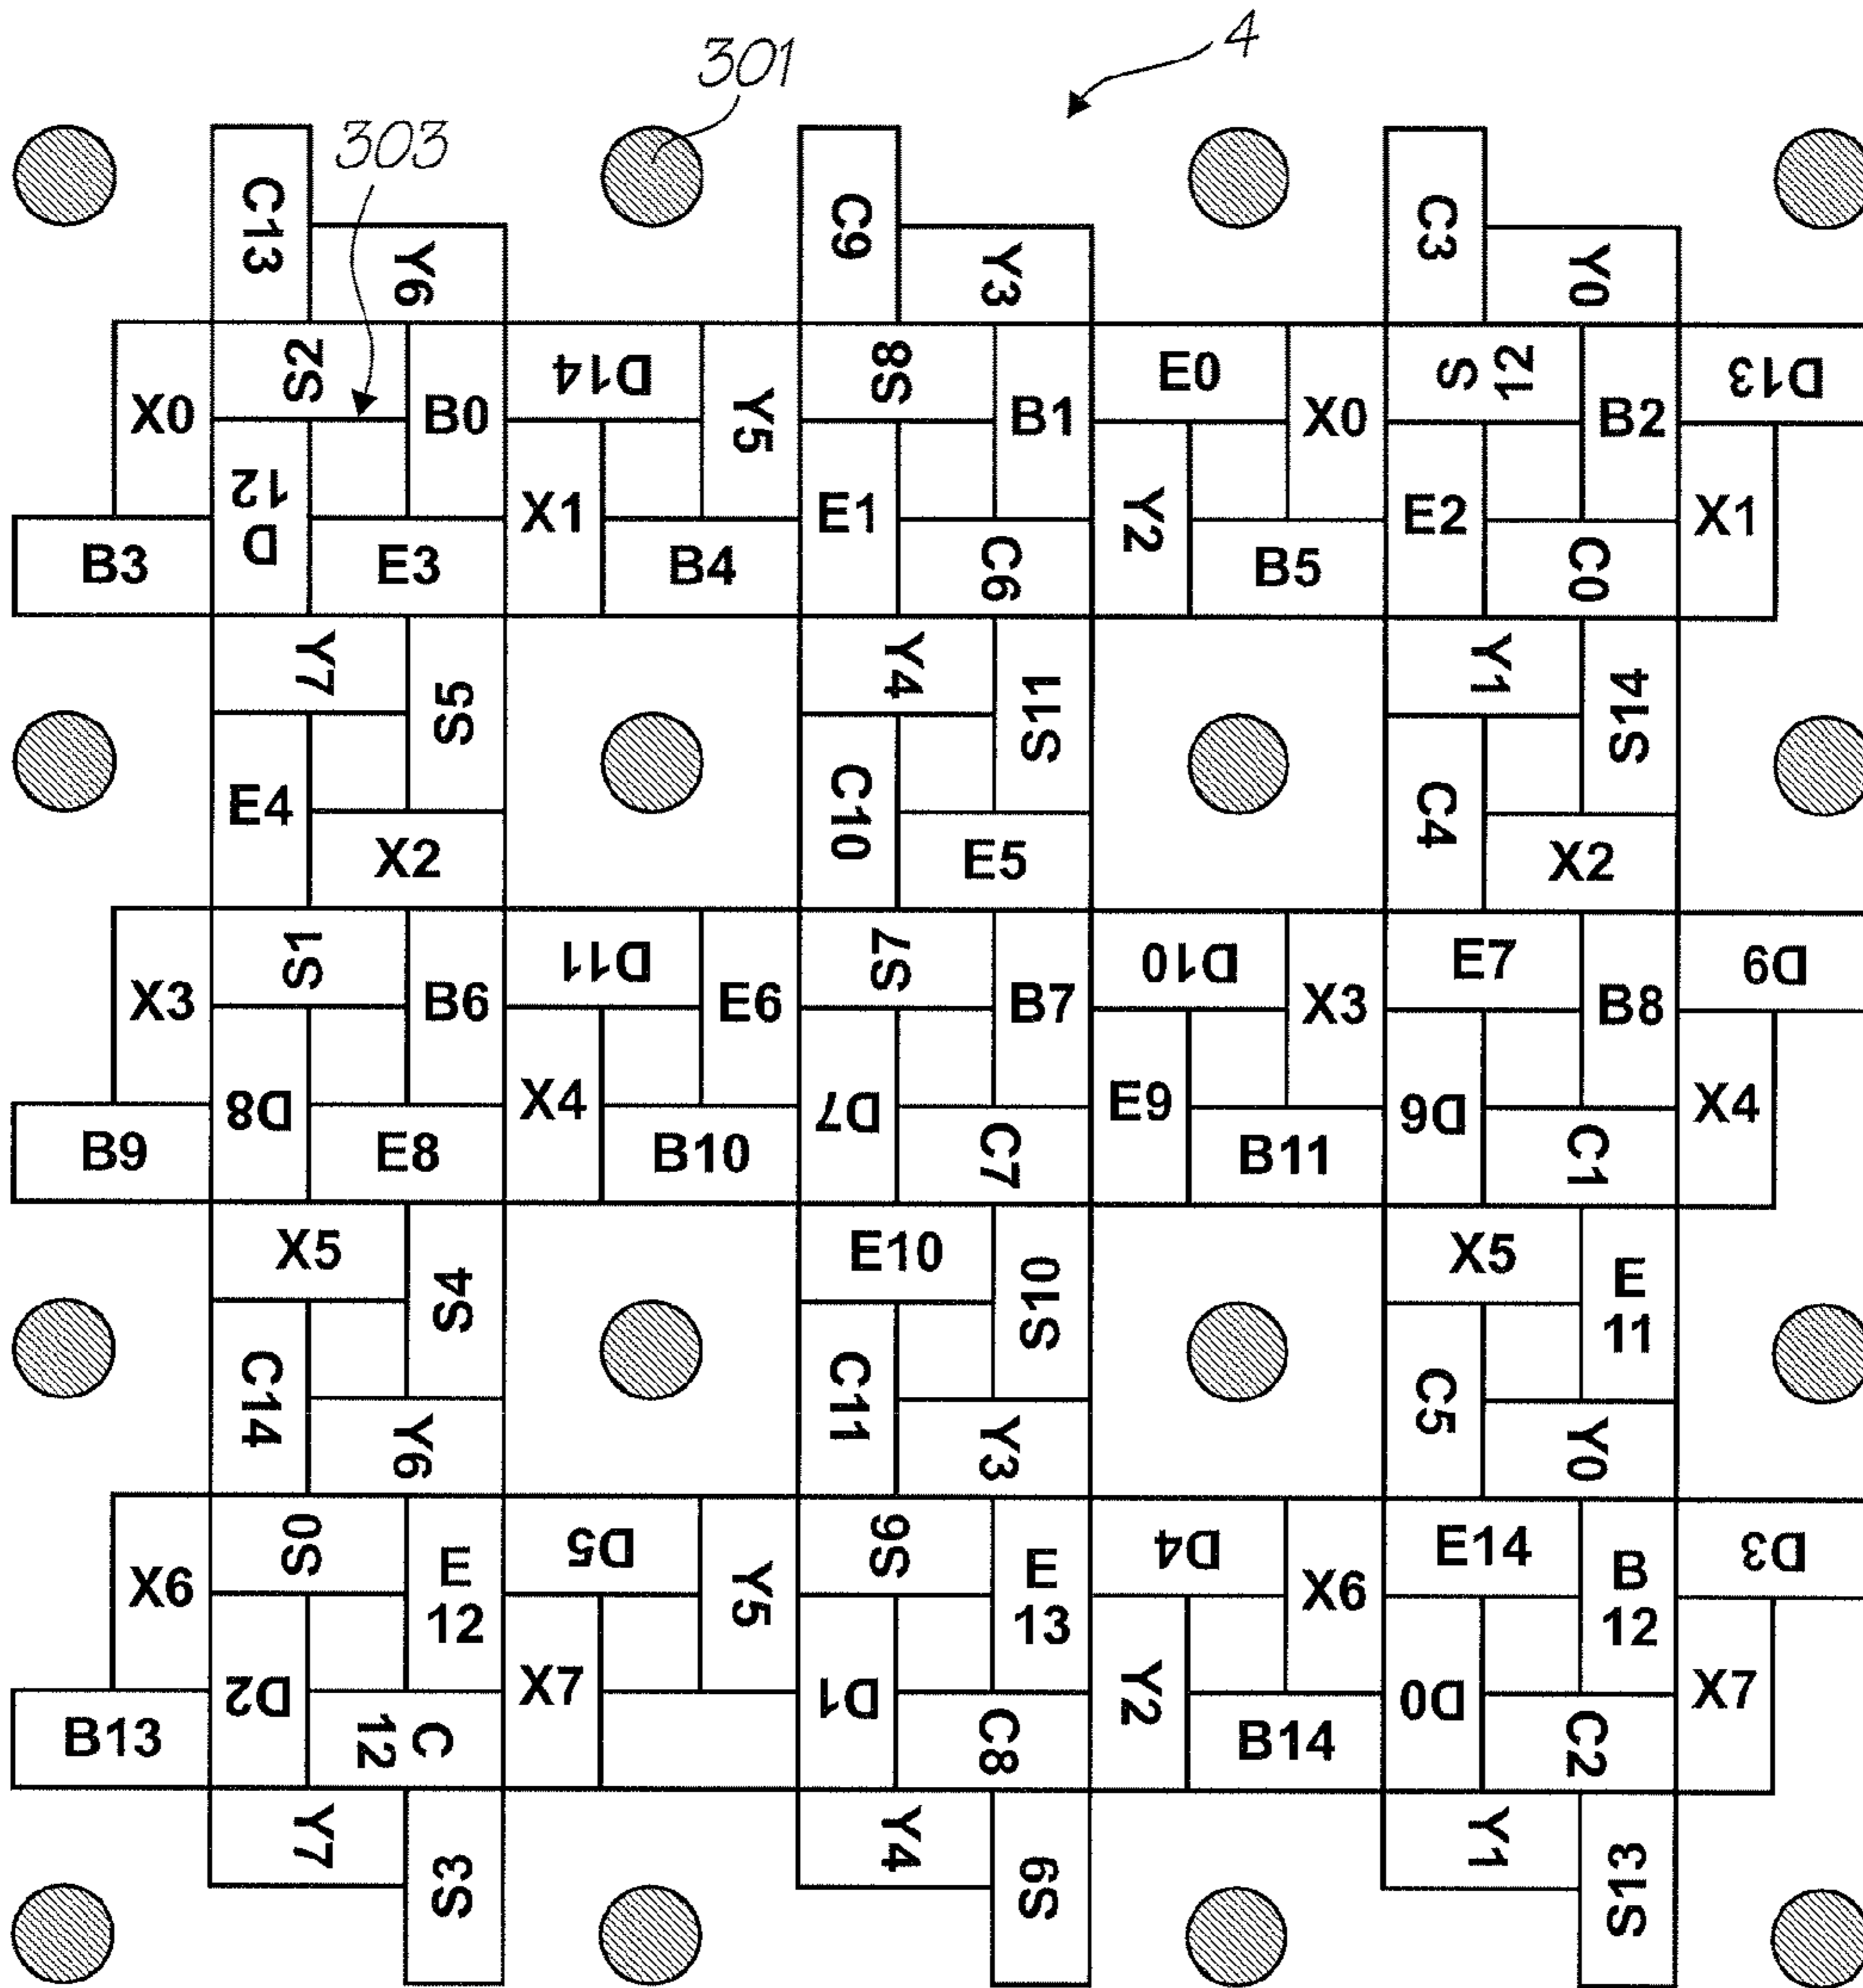 301
4
303
C13
C9
C3
Y6
Y3
Y0
X0
S2
B0
D14
Y5
S8
B1
E0
X0
S
12
B2
D13
B3
D
12
E3
X1
B4
E1
C6
Y2
B5
E2
C0
X1
Y7
S5
Y4
S11
Y1
S14
E4
X2
C10
E5
C4
X2
X3
S1
B6
D11
E6
S7
B7
D10
X3
E7
B8
D9
B9
D8
E8
X4
B10
D7
C7
E9
B11
D6
C1
X4
X5
S4
E10
S10
X5
E
11
C14
Y6
C11
Y3
C5
Y0
X6
S0
E
12
D5
Y5
S6
E
13
D4
X6
E14
B
12
D3
B13
D2
C
12
X7
D1
C8
Y2
B14
D0
C2
X7
Y7
S3
Y4
S9
Y1
S13